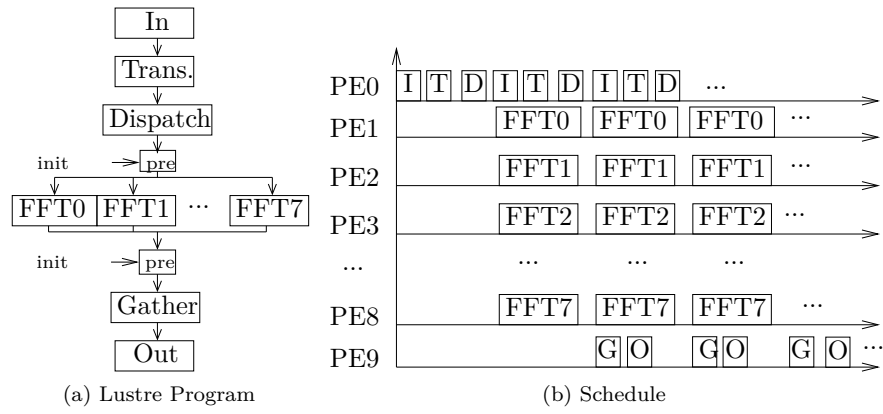 In
Trans.
Dispatch
init pre
FFT0 FFT1 ... FFT7
init pre
Gather
Out
(a) Lustre Program
PE0 I T D I T D I T D ...
PE1 FFT0 FFT0 FFT0 ...
PE2 FFT1 FFT1 FFT1 ...
PE3 FFT2 FFT2 FFT2 ...
... ... ... ...
PE8 FFT7 FFT7 FFT7 ...
PE9 G O G O G O ...
(b) Schedule